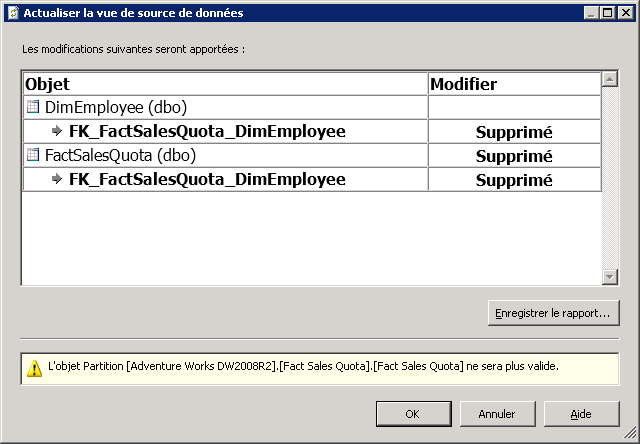 Actualiser la vue de source de données
Les modifications suivantes seront apportées :
Objet Modifier
DimEmployee (dbo)
FK_FactSalesQuota_DimEmployee Supprimé
FactSalesQuota (dbo) Supprimé
FK_FactSalesQuota_DimEmployee Supprimé
Enregistrer le rapport...
L'objet Partition [Adventure Works DW2008R2].[Fact Sales Quota].[Fact Sales Quota] ne sera plus valide.
OK Annuler Aide